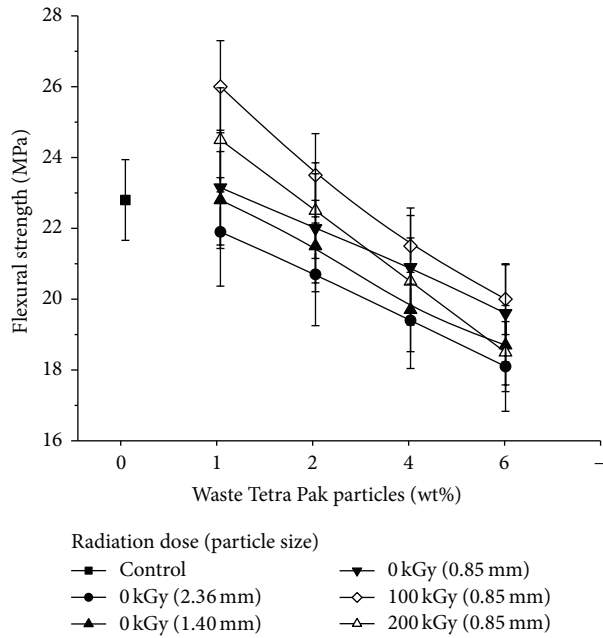 28
26
24
22
20
18
16
Flexural strength (MPa)
0 1 2 4 6 –
Waste Tetra Pak particles (wt%)
Radiation dose (particle size)
Control
0 kGy (2.36 mm)
0 kGy (1.40 mm)
0 kGy (0.85 mm)
100 kGy (0.85 mm)
200 kGy (0.85 mm)